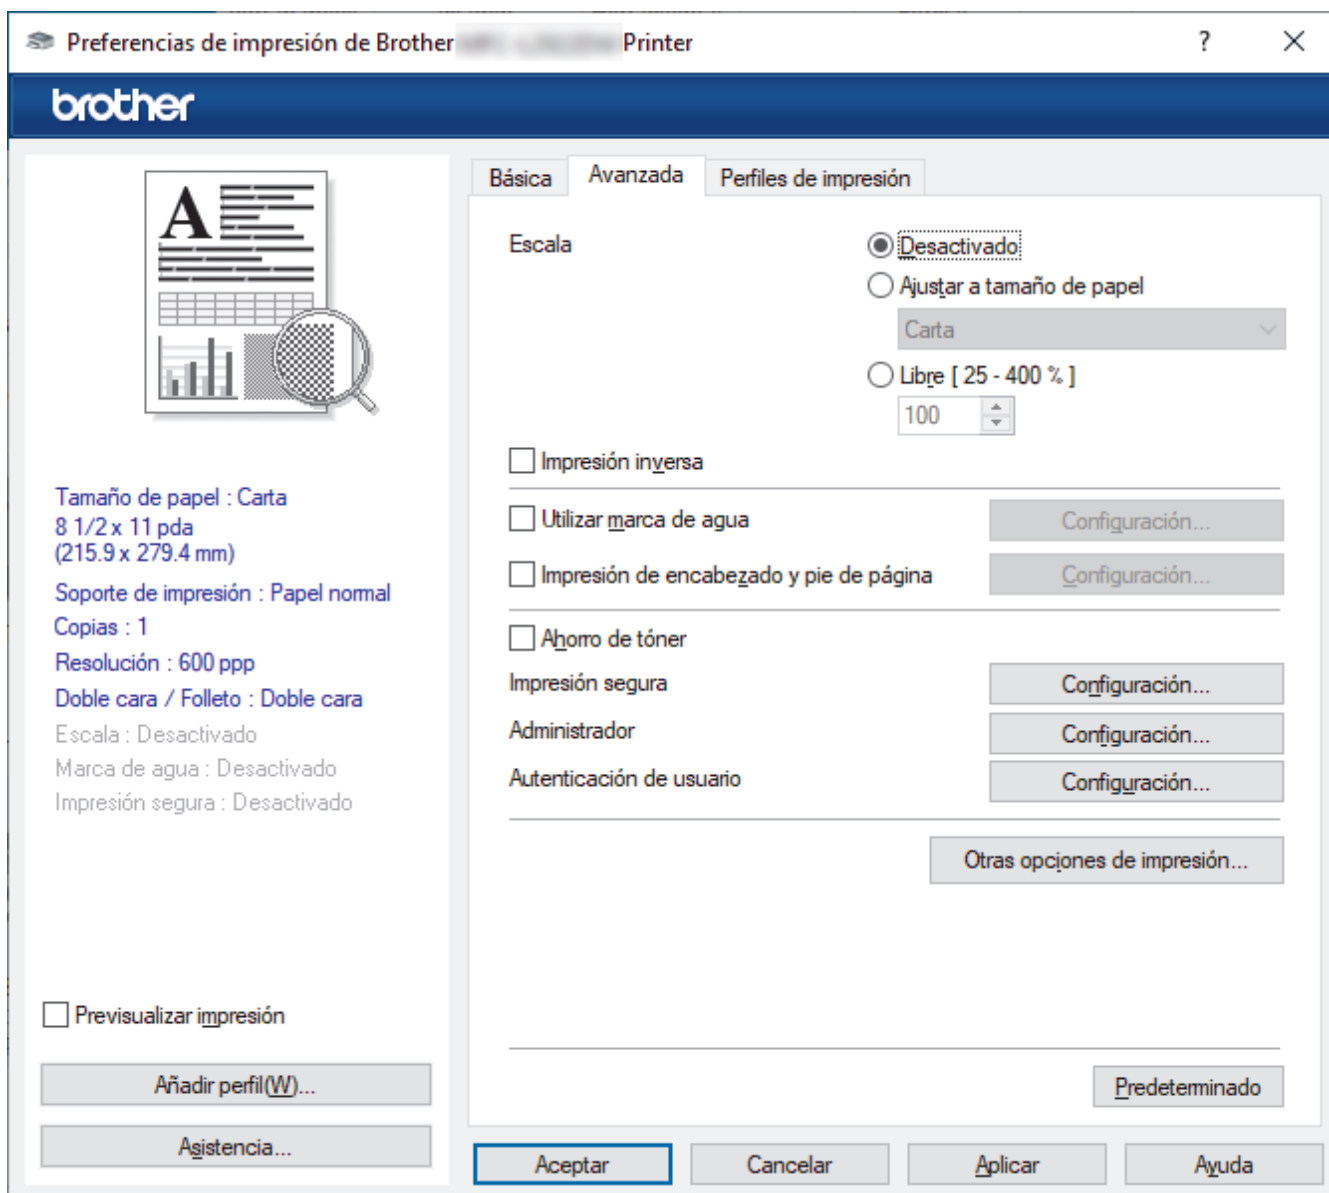 Preferencias de impresión de Brother Printer
?
brother
Básica
Avanzada
Perfiles de impresión
A
Tamaño de papel : Carta
8 1/2 x 11 pda
(215.9 x 279.4 mm)
Soporte de impresión : Papel normal
Copias : 1
Resolución : 600 ppp
Doble cara / Folleto : Doble cara
Escala : Desactivado
Marca de agua : Desactivado
Impresión segura : Desactivado
Previsualizar impresión
Añadir perfil(W)...
Asistencia...
Escala
Desactivado
Ajustar a tamaño de papel
Carta
Libre [ 25 - 400 % ]
100
Impresión inversa
Utilizar marca de agua
Configuración...
Impresión de encabezado y pie de página
Configuración...
Ahorro de tóner
Impresión segura
Configuración...
Administrador
Configuración...
Autenticación de usuario
Configuración...
Otras opciones de impresión...
Predeterminado
Aceptar
Cancelar
Aplicar
Ayuda